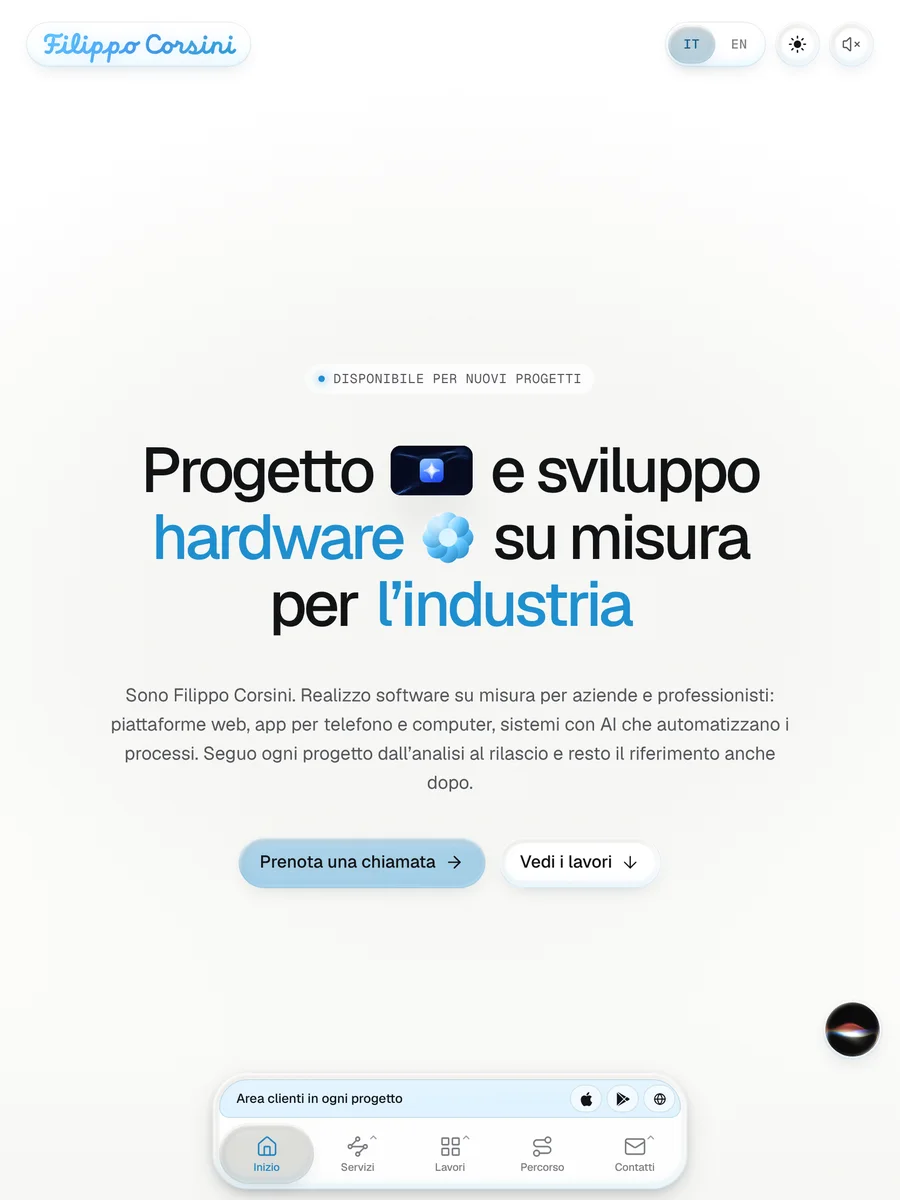 Filippo Corsini
IT EN
DISPONIBILE PER NUOVI PROGETTI
Progetto e sviluppo
hardware su misura
per l’industria
Sono Filippo Corsini. Realizzo software su misura per aziende e professionisti:
piattaforme web, app per telefono e computer, sistemi con AI che automatizzano i
processi. Seguo ogni progetto dall’analisi al rilascio e resto il riferimento anche
dopo.
Prenota una chiamata → Vedi i lavori ↓
Area clienti in ogni progetto
Inizio Servizi Lavori Percorso Contatti